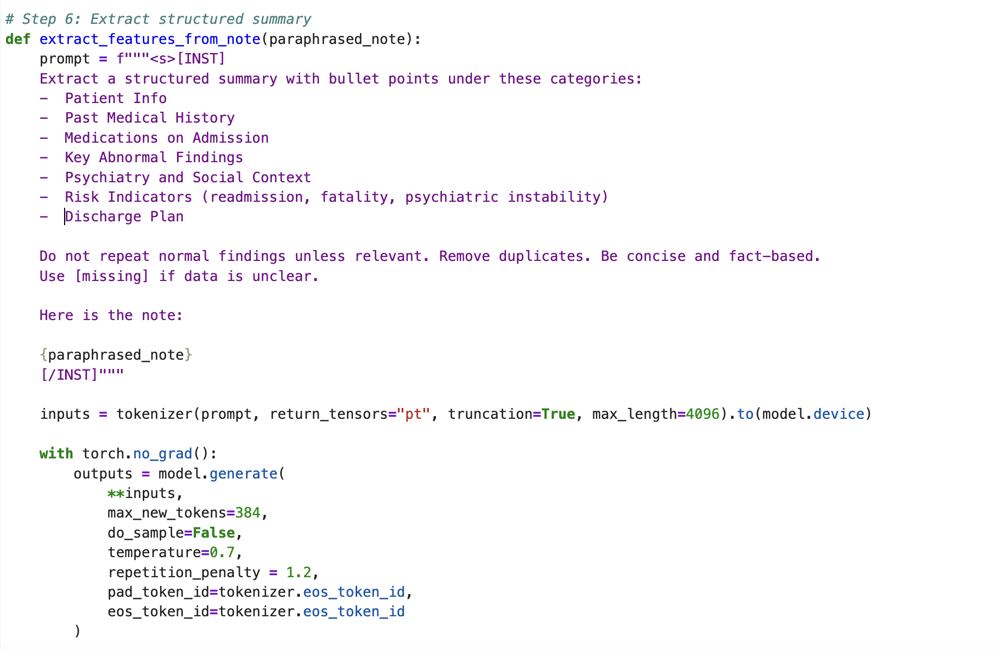 # Step 6: Extract structured summary
def extract_features_from_note(paraphrased_note):
    prompt = f"""<s>[INST]
    Extract a structured summary with bullet points under these categories:
    -  Patient Info
    -  Past Medical History
    -  Medications on Admission
    -  Key Abnormal Findings
    -  Psychiatry and Social Context
    -  Risk Indicators (readmission, fatality, psychiatric instability)
    -  Discharge Plan

    Do not repeat normal findings unless relevant. Remove duplicates. Be concise and fact-based.
    Use [missing] if data is unclear.

    Here is the note:

    {paraphrased_note}
    [/INST]"""

    inputs = tokenizer(prompt, return_tensors="pt", truncation=True, max_length=4096).to(model.device)

    with torch.no_grad():
        outputs = model.generate(
            **inputs,
            max_new_tokens=384,
            do_sample=False,
            temperature=0.7,
            repetition_penalty = 1.2,
            pad_token_id=tokenizer.eos_token_id,
            eos_token_id=tokenizer.eos_token_id
        )